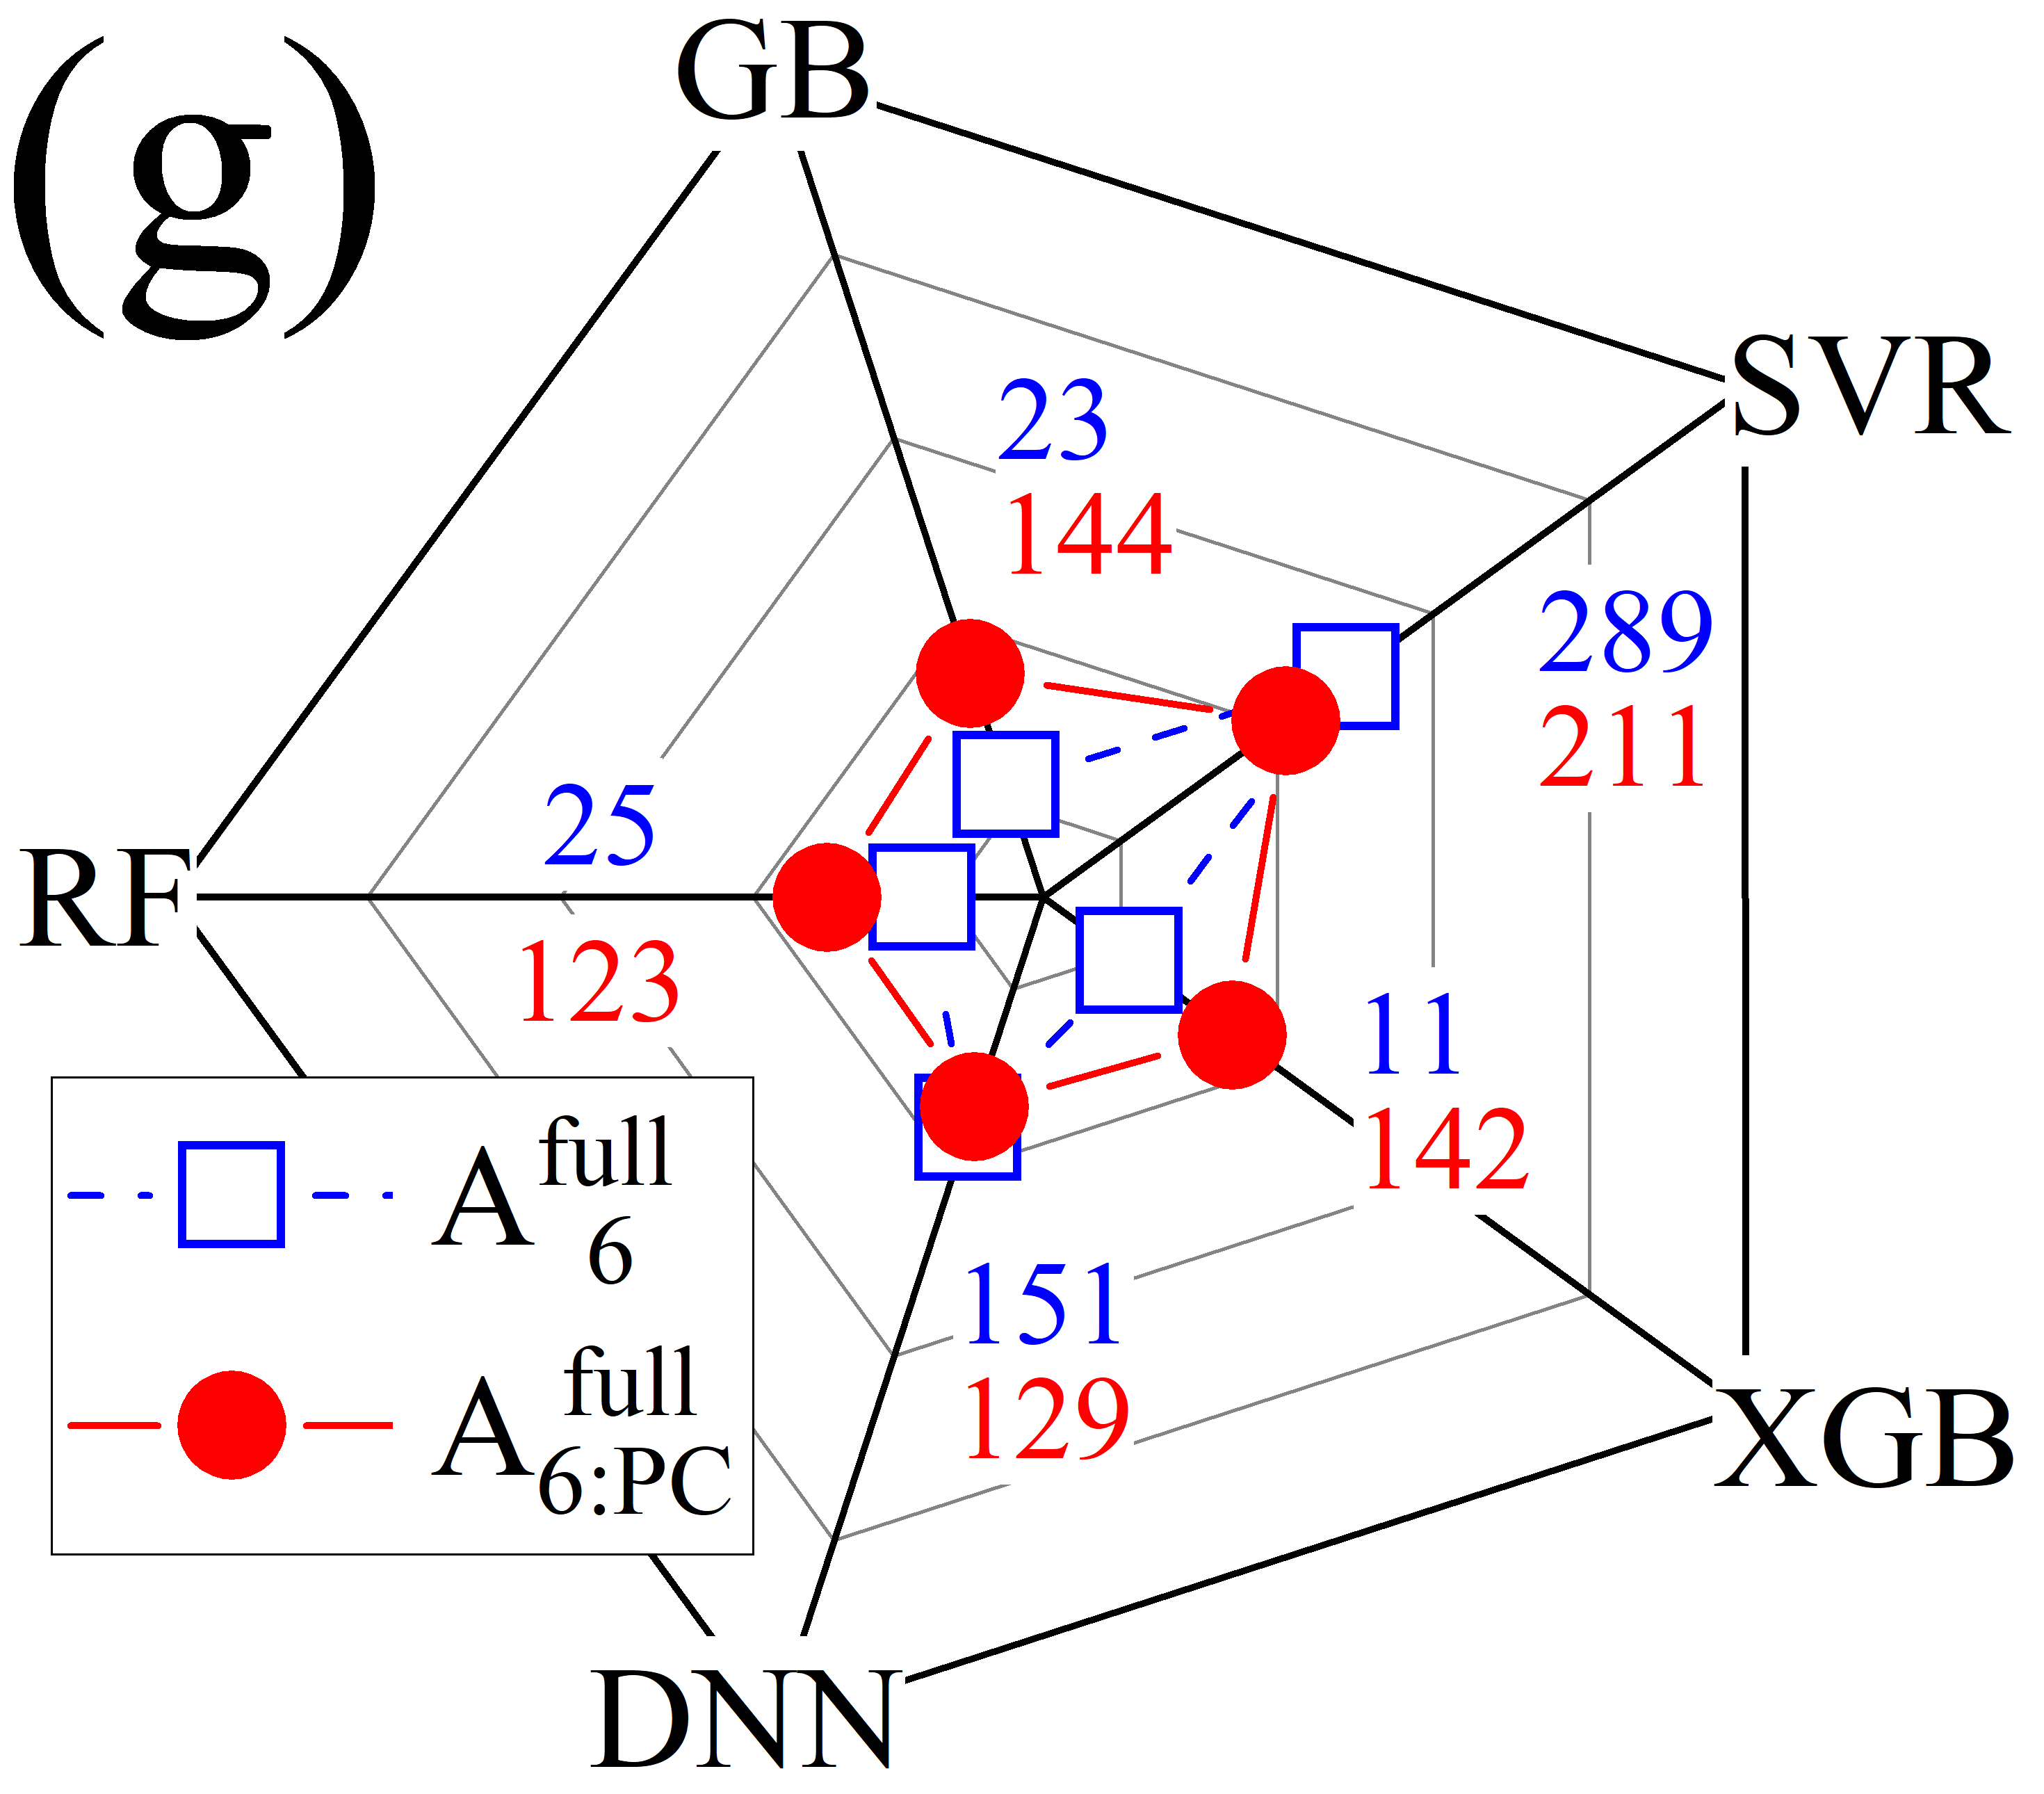 (g)
GB
SVR
23
144
289
211
25
RF
123
11
142
151
129
A full 6
A full 6:PC
XGB
DNN